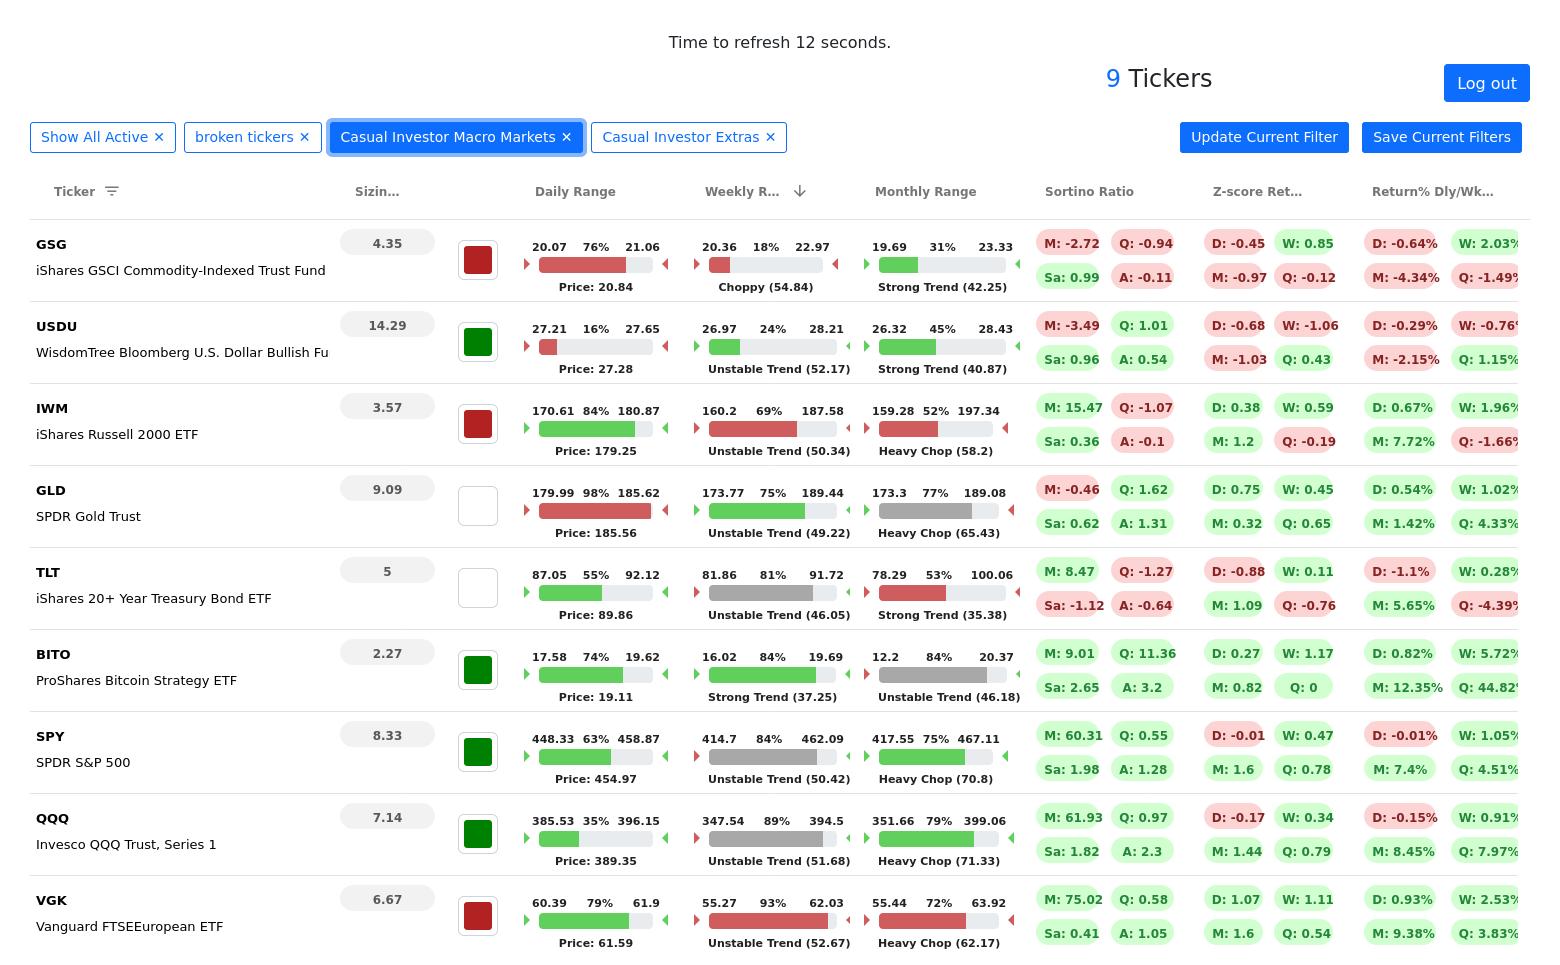 Time to refresh 12 seconds.
9 Tickers
Log out
Show All Active ✕ broken tickers ✕ Casual Investor Macro Markets ✕ Casual Investor Extras ✕ Update Current Filter Save Current Filters
Ticker Sizin... Daily Range Weekly R... Monthly Range Sortino Ratio Z-score Ret... Return% Dly/Wk...
GSG 4.35 20.07 76% 21.06 20.36 18% 22.97 19.69 31% 23.33 M: -2.72 Q: -0.94 D: -0.45 W: 0.85 D: -0.64% W: 2.03%
iShares GSCI Commodity-Indexed Trust Fund Sa: 0.99 A: -0.11 M: -0.97 Q: -0.12 M: -4.34% Q: -1.49%
Price: 20.84 Choppy (54.84) Strong Trend (42.25)
USDU 14.29 27.21 16% 27.65 26.97 24% 28.21 26.32 45% 28.43 M: -3.49 Q: 1.01 D: -0.68 W: -1.06 D: -0.29% W: -0.76%
WisdomTree Bloomberg U.S. Dollar Bullish Fu Sa: 0.96 A: 0.54 M: -1.03 Q: 0.43 M: -2.15% Q: 1.15%
Price: 27.28 Unstable Trend (52.17) Strong Trend (40.87)
IWM 3.57 170.61 84% 180.87 160.2 69% 187.58 159.28 52% 197.34 M: 15.47 Q: -1.07 D: 0.38 W: 0.59 D: 0.67% W: 1.96%
iShares Russell 2000 ETF Sa: 0.36 A: -0.1 M: 1.2 Q: -0.19 M: 7.72% Q: -1.66%
Price: 179.25 Unstable Trend (50.34) Heavy Chop (58.2)
GLD 9.09 179.99 98% 185.62 173.77 75% 189.44 173.3 77% 189.08 M: -0.46 Q: 1.62 D: 0.75 W: 0.45 D: 0.54% W: 1.02%
SPDR Gold Trust Sa: 0.62 A: 1.31 M: 0.32 Q: 0.65 M: 1.42% Q: 4.33%
Price: 185.56 Unstable Trend (49.22) Heavy Chop (65.43)
TLT 5 87.05 55% 92.12 81.86 81% 91.72 78.29 53% 100.06 M: 8.47 Q: -1.27 D: -0.88 W: 0.11 D: -1.1% W: 0.28%
iShares 20+ Year Treasury Bond ETF Sa: -1.12 A: -0.64 M: 1.09 Q: -0.76 M: 5.65% Q: -4.39%
Price: 89.86 Unstable Trend (46.05) Strong Trend (35.38)
BITO 2.27 17.58 74% 19.62 16.02 84% 19.69 12.2 84% 20.37 M: 9.01 Q: 11.36 D: 0.27 W: 1.17 D: 0.82% W: 5.72%
ProShares Bitcoin Strategy ETF Sa: 2.65 A: 3.2 M: 0.82 Q: 0 M: 12.35% Q: 44.82%
Price: 19.11 Strong Trend (37.25) Unstable Trend (46.18)
SPY 8.33 448.33 63% 458.87 414.7 84% 462.09 417.55 75% 467.11 M: 60.31 Q: 0.55 D: -0.01 W: 0.47 D: -0.01% W: 1.05%
SPDR S&P 500 Sa: 1.98 A: 1.28 M: 1.6 Q: 0.78 M: 7.4% Q: 4.51%
Price: 454.97 Unstable Trend (50.42) Heavy Chop (70.8)
QQQ 7.14 385.53 35% 396.15 347.54 89% 394.5 351.66 79% 399.06 M: 61.93 Q: 0.97 D: -0.17 W: 0.34 D: -0.15% W: 0.91%
Invesco QQQ Trust, Series 1 Sa: 1.82 A: 2.3 M: 1.44 Q: 0.79 M: 8.45% Q: 7.97%
Price: 389.35 Unstable Trend (51.68) Heavy Chop (71.33)
VGK 6.67 60.39 79% 61.9 55.27 93% 62.03 55.44 72% 63.92 M: 75.02 Q: 0.58 D: 1.07 W: 1.11 D: 0.93% W: 2.53%
Vanguard FTSEEuropean ETF Sa: 0.41 A: 1.05 M: 1.6 Q: 0.54 M: 9.38% Q: 3.83%
Price: 61.59 Unstable Trend (52.67) Heavy Chop (62.17)